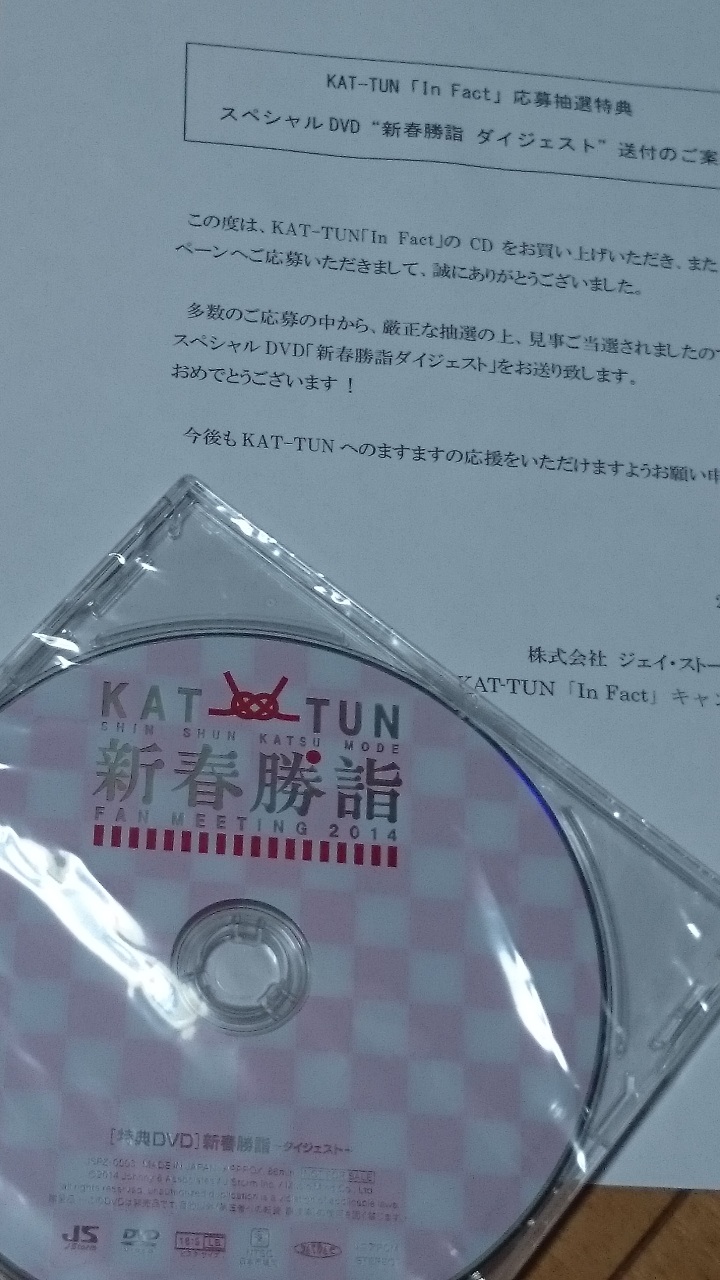 KAT-TUN「In Fact」応募抽選特典
スペシャルDVD“新春勝詣 ダイジェスト”送付のご案
この度は、KAT-TUN「In Fact」の CD をお買い上げいただき、また
ペーンへご応募いただきまして、誠にありがとうございました。
多数のご応募の中から、厳正な抽選の上、見事ご当選されましたので
スペシャル DVD「新春勝詣ダイジェスト」をお送り致します。
おめでとうございます！
今後も KAT-TUN へのますますの応援をいただけますようお願い申
株式会社 ジェイ・ストー
KAT-TUN 「In Fact」 キャン
KAT TUN
SHIN SHUN KATSU MODE
新春勝詣
FAN MEETING 2014
[特典DVD]新春勝詣 -ダイジェスト-
JS
DVD